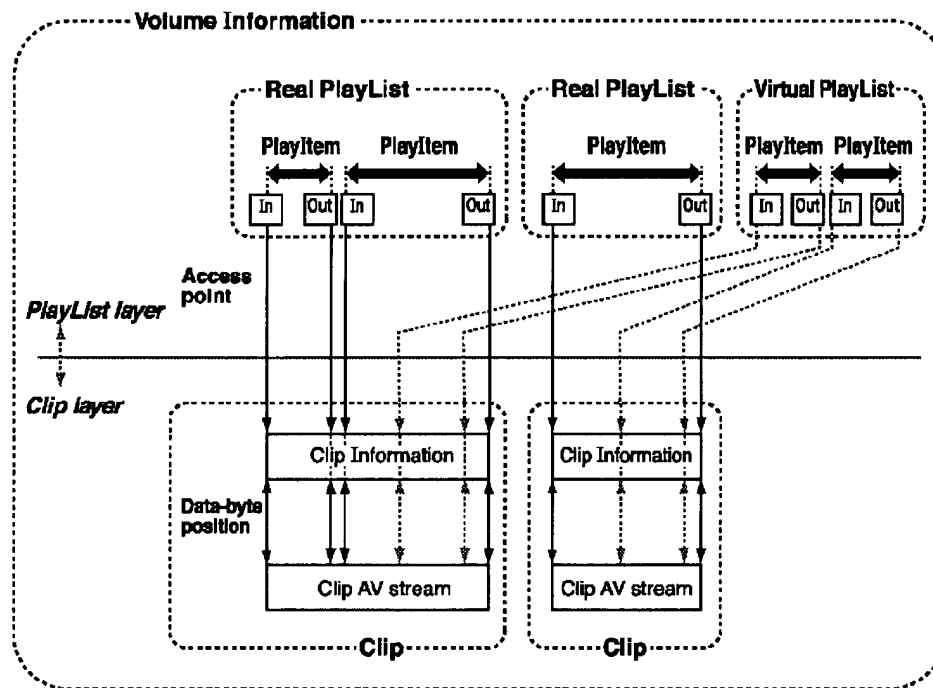 Volume Information
Real PlayList
Real PlayList
Virtual PlayList
PlayItem
PlayItem
PlayItem
PlayItem
PlayItem
In
Out
In
Out
In
Out
In
Out
In
Out
Access
point
PlayList layer
Clip layer
Clip Information
Clip Information
Data-byte
position
Clip AV stream
Clip AV stream
Clip
Clip